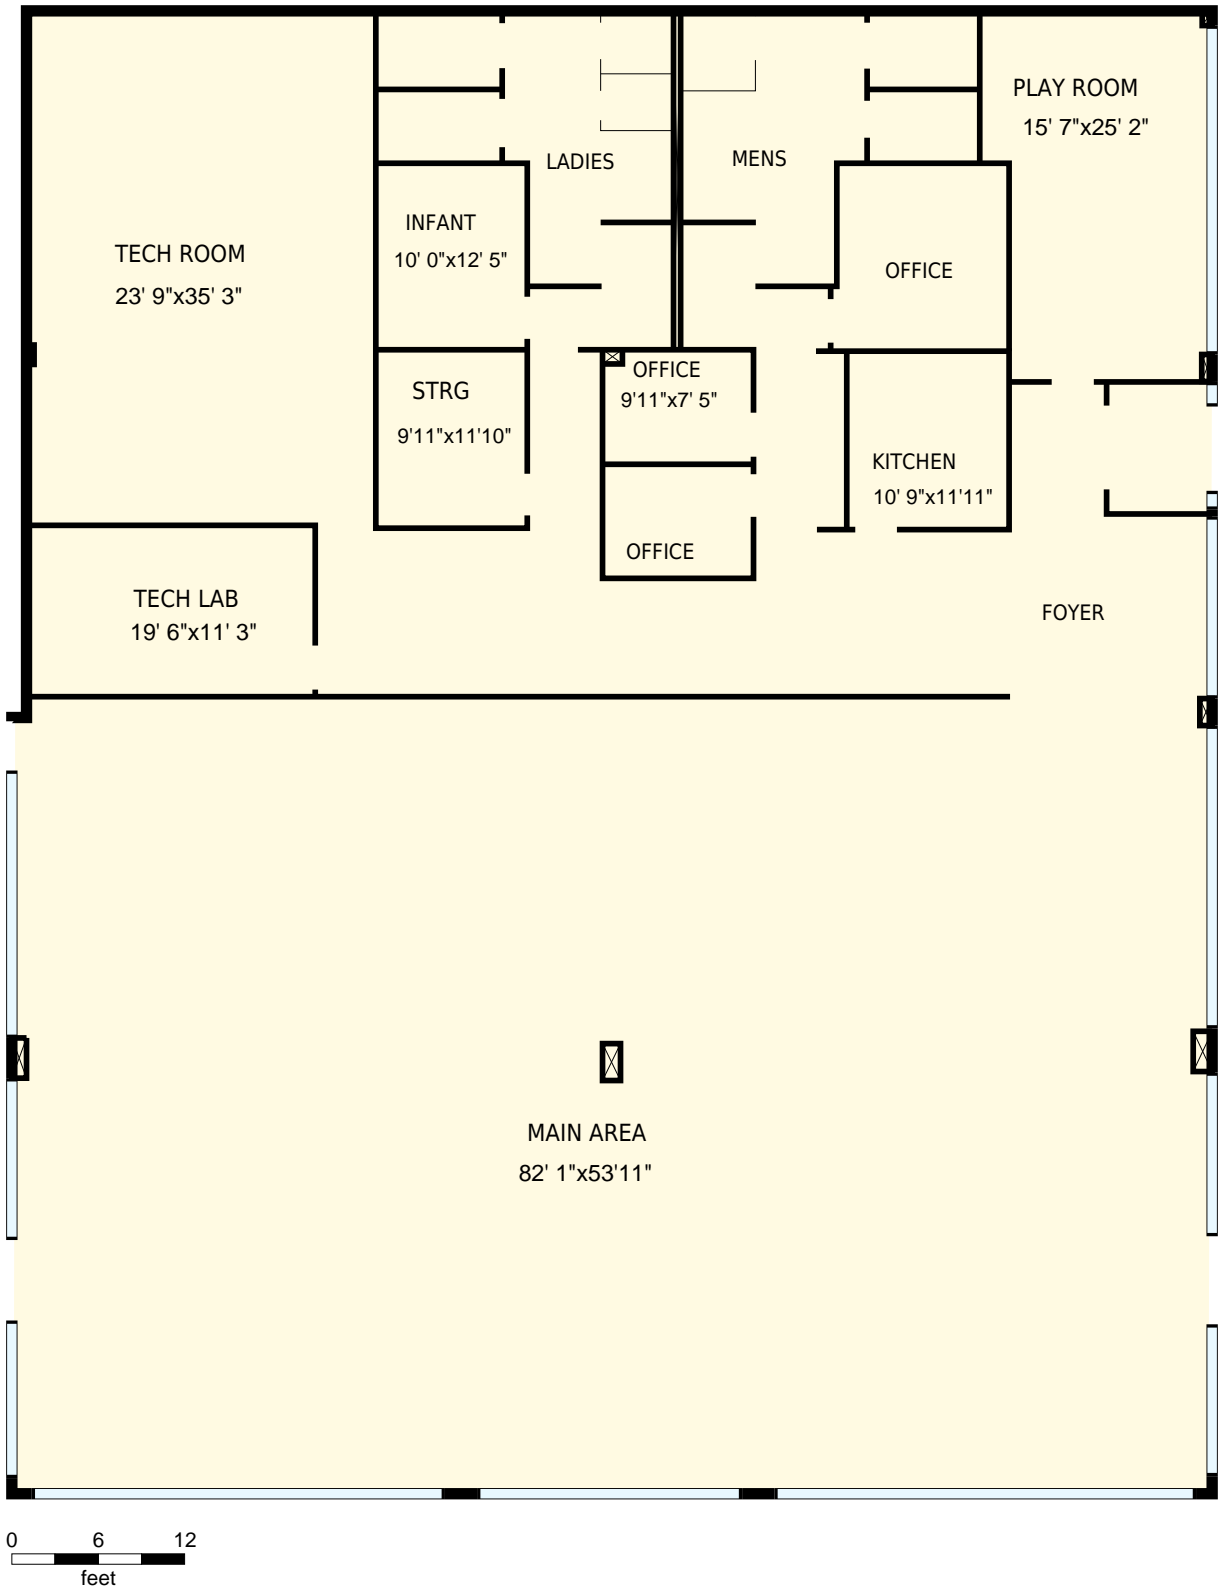 PLAY ROOM
15' 7"x25' 2"
LADIES
MENS
INFANT
10' 0"x12' 5"
TECH ROOM
23' 9"x35' 3"
OFFICE
OFFICE
9'11"x7' 5"
STRG
9'11"x11'10"
KITCHEN
10' 9"x11'11"
OFFICE
TECH LAB
19' 6"x11' 3"
FOYER
MAIN AREA
82' 1"x53'11"
0 6 12
feet